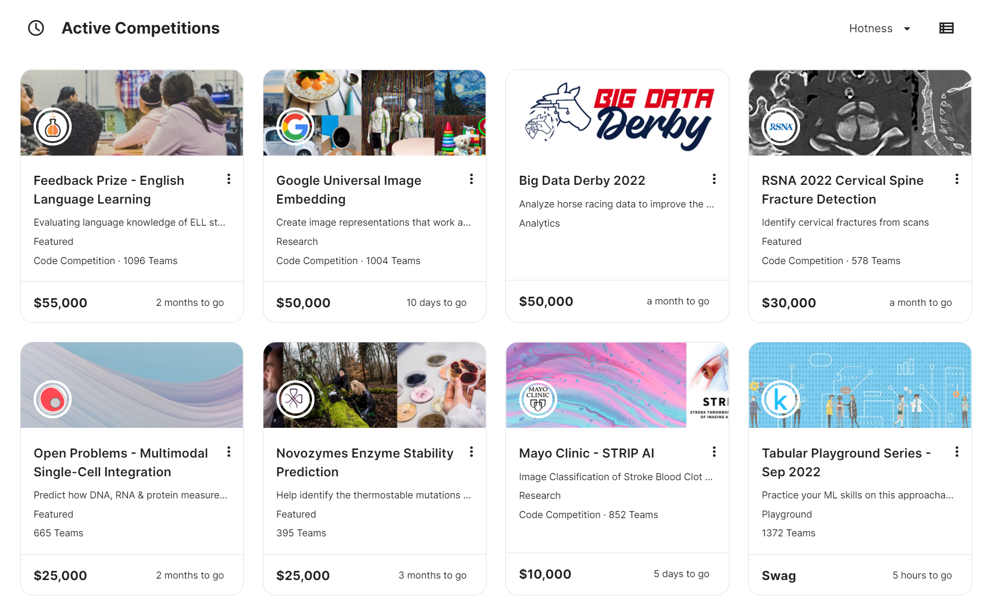 Active Competitions
Hotness
BIG DATA
Derby
RSNA
Feedback Prize - English
Language Learning
Evaluating language knowledge of ELL st...
Featured
Code Competition · 1096 Teams
$55,000
2 months to go
Google Universal Image
Embedding
Create image representations that work a...
Research
Code Competition · 1004 Teams
$50,000
10 days to go
Big Data Derby 2022
Analyze horse racing data to improve the ...
Analytics
$50,000
a month to go
RSNA 2022 Cervical Spine
Fracture Detection
Identify cervical fractures from scans
Featured
Code Competition · 578 Teams
$30,000
a month to go
MAYO
CLINIC
STRI
STROKE THROMBO
OF IMAGING A
k
Open Problems - Multimodal
Single-Cell Integration
Predict how DNA, RNA & protein measure...
Featured
665 Teams
$25,000
2 months to go
Novozymes Enzyme Stability
Prediction
Help identify the thermostable mutations ...
Featured
395 Teams
$25,000
3 months to go
Mayo Clinic - STRIP AI
Image Classification of Stroke Blood Clot ...
Research
Code Competition · 852 Teams
$10,000
5 days to go
Tabular Playground Series -
Sep 2022
Practice your ML skills on this approacha...
Playground
1372 Teams
Swag
5 hours to go